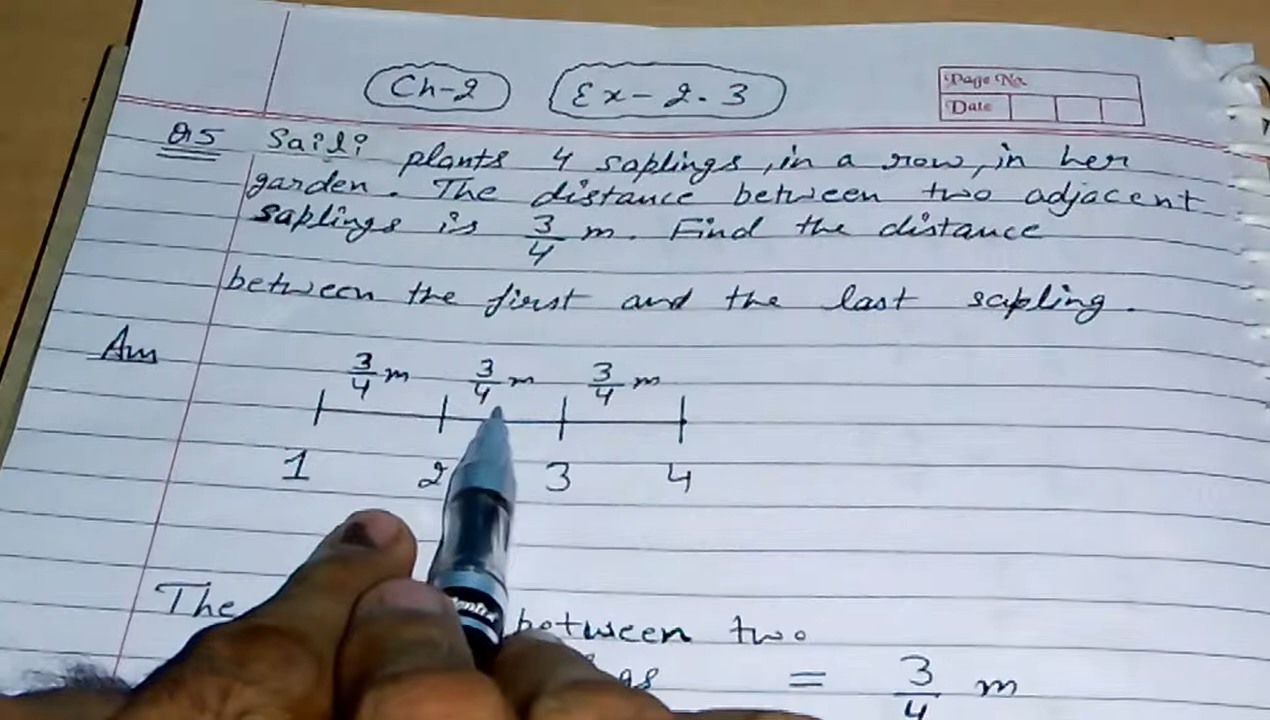 Ch-2 Ex-2.3
Page No.
Date
Q5 Saili plants 4 saplings, in a row, in her
garden. The distance between two adjacent
saplings is 3/4 m. Find the distance
between the first and the last sapling.
Ans
3/4 m 3/4 m 3/4 m
1 2 3 4
The between two
= 3/4 m